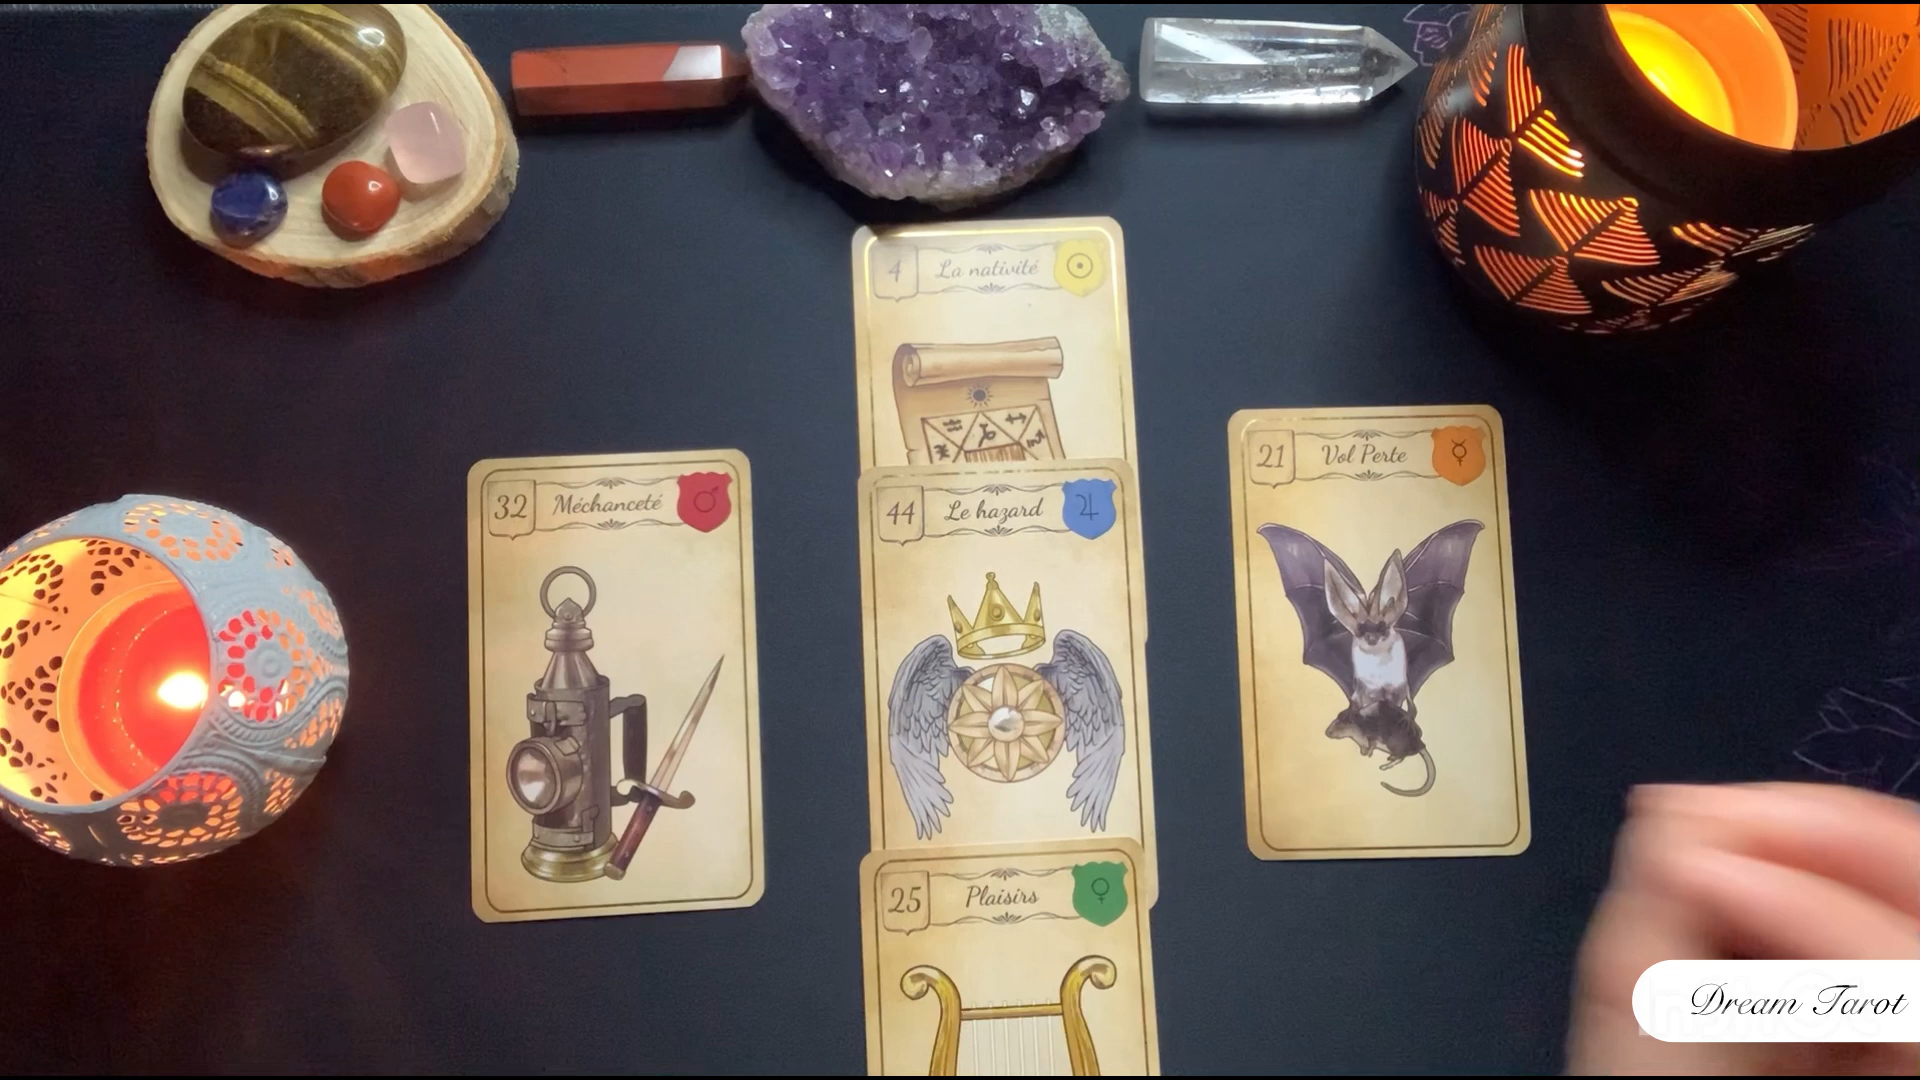 4 La nativité
32 Méchanceté
44 Le hazard
21 Vol Perte
25 Plaisirs
Dream Tarot